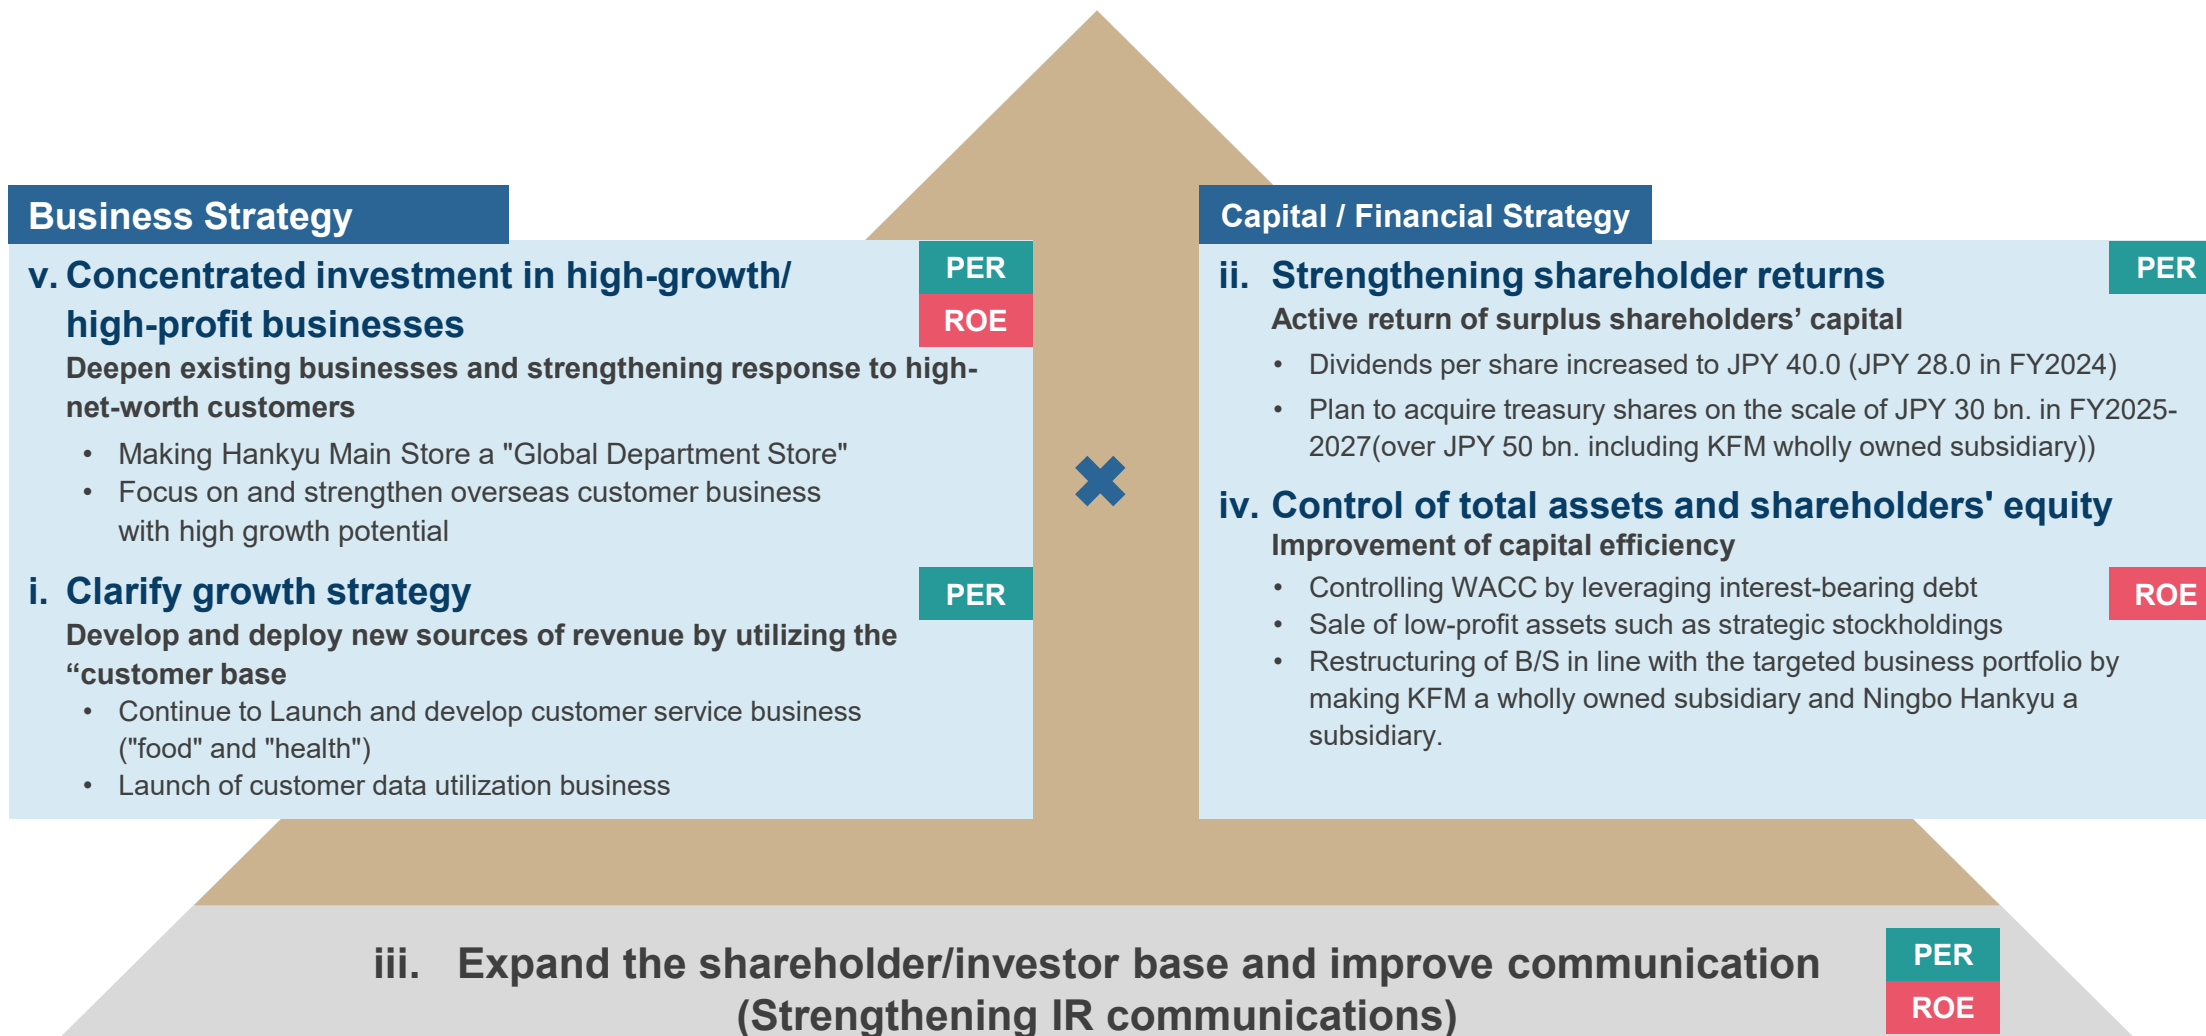 Business Strategy
v. Concentrated investment in high-growth/
high-profit businesses
PER
ROE
Deepen existing businesses and strengthening response to high-
net-worth customers
• Making Hankyu Main Store a "Global Department Store"
• Focus on and strengthen overseas customer business
with high growth potential
i. Clarify growth strategy
PER
Develop and deploy new sources of revenue by utilizing the
“customer base
• Continue to Launch and develop customer service business
("food" and "health")
• Launch of customer data utilization business
Capital / Financial Strategy
ii. Strengthening shareholder returns
PER
Active return of surplus shareholders’ capital
• Dividends per share increased to JPY 40.0 (JPY 28.0 in FY2024)
• Plan to acquire treasury shares on the scale of JPY 30 bn. in FY2025-
2027(over JPY 50 bn. including KFM wholly owned subsidiary))
iv. Control of total assets and shareholders' equity
Improvement of capital efficiency
• Controlling WACC by leveraging interest-bearing debt
ROE
• Sale of low-profit assets such as strategic stockholdings
• Restructuring of B/S in line with the targeted business portfolio by
making KFM a wholly owned subsidiary and Ningbo Hankyu a
subsidiary.
iii. Expand the shareholder/investor base and improve communication
(Strengthening IR communications)
PER
ROE